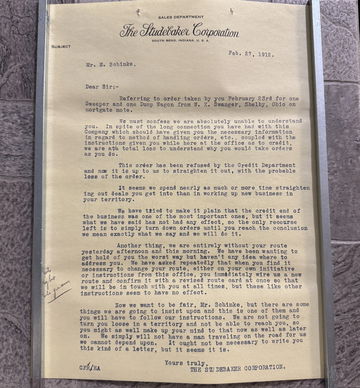 SALES DEPARTMENT
The Studebaker Corporation
SOUTH BEND, INDIANA, U. S. A.
SUBJECT
Feb. 27, 1912.
Mr. E. Schinke.
Dear Sir:-
Referring to order taken by you February 23rd for one
Sweeper and one Dump Wagon from N. Y. Swanger, Shelby, Ohio on
mortgage note.
We must confess we are absolutely unable to understand
you. In spite of the long connection you have had with this
Company which should have given you the necessary information
in regard to method of handling orders, etc. coupled with the
instructions given you while here at the office as to credit,
we are at a total loss to understand why you would take orders
as you do.
This order has been refused by the Credit Department
and now it is up to us to straighten it out, with the probable
loss of the order.
It seems we spend nearly as much or more time straighten
ing out deals you get into than in working up new business in
your territory.
We have tried to make it plain that the credit end of
the business was one of the most important ones, but it seems
what we have said has not had any effect, so the only recourse
left is to simply turn down orders until you reach the conclusion
we mean exactly what we say and we will do it.
Another thing, we are entirely without your route
yesterday afternoon and this morning. We have been wanting to
get hold of you the worst way but haven't any idea where to
address you. We have asked repeatedly that when you find it
necessary to change your route, either on your own initiative
or instructions from this office, you immediately wire us a new
route and confirm it with a revised route card at once so that
we will be in touch with you at all times, but these like other
instructions seem to have no effect.
Now we want to be fair, Mr. Schinke, but there are some
things we are going to insist upon and this is one of them and
you will have to follow our instructions. We are not going to
turn you loose in a territory and not be able to reach you, so
you might as well make up your mind to that now as well as later
on. We simply will not have a man traveling on the road for us
we cannot depend upon. It ought not be necessary to write you
this kind of a letter, but it seems it is.
Yours truly,
THE STUDEBAKER CORPORATION.